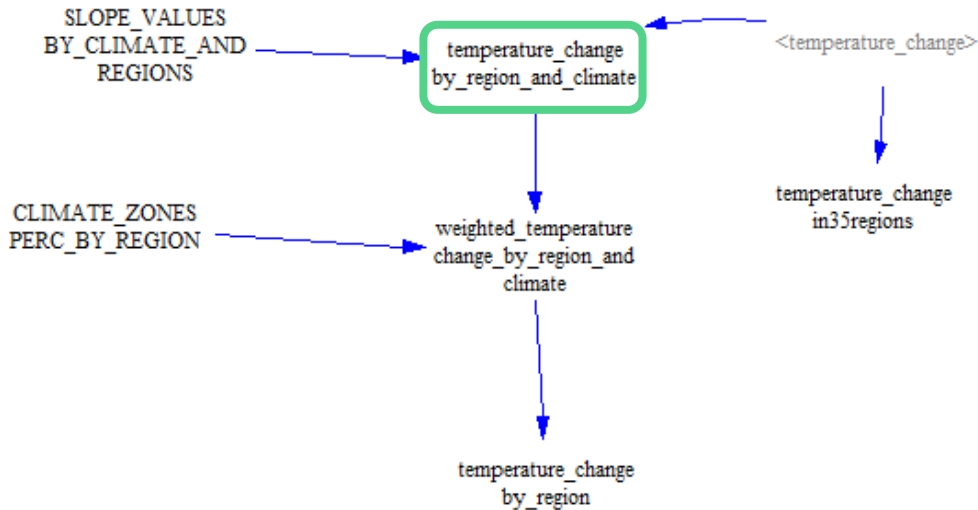 SLOPE_VALUES
BY_CLIMATE_AND
REGIONS
temperature_change
by_region_and_climate
<temperature_change>
temperature_change
in35regions
CLIMATE_ZONES
PERC_BY_REGION
weighted_temperature
change_by_region_and
climate
temperature_change
by_region